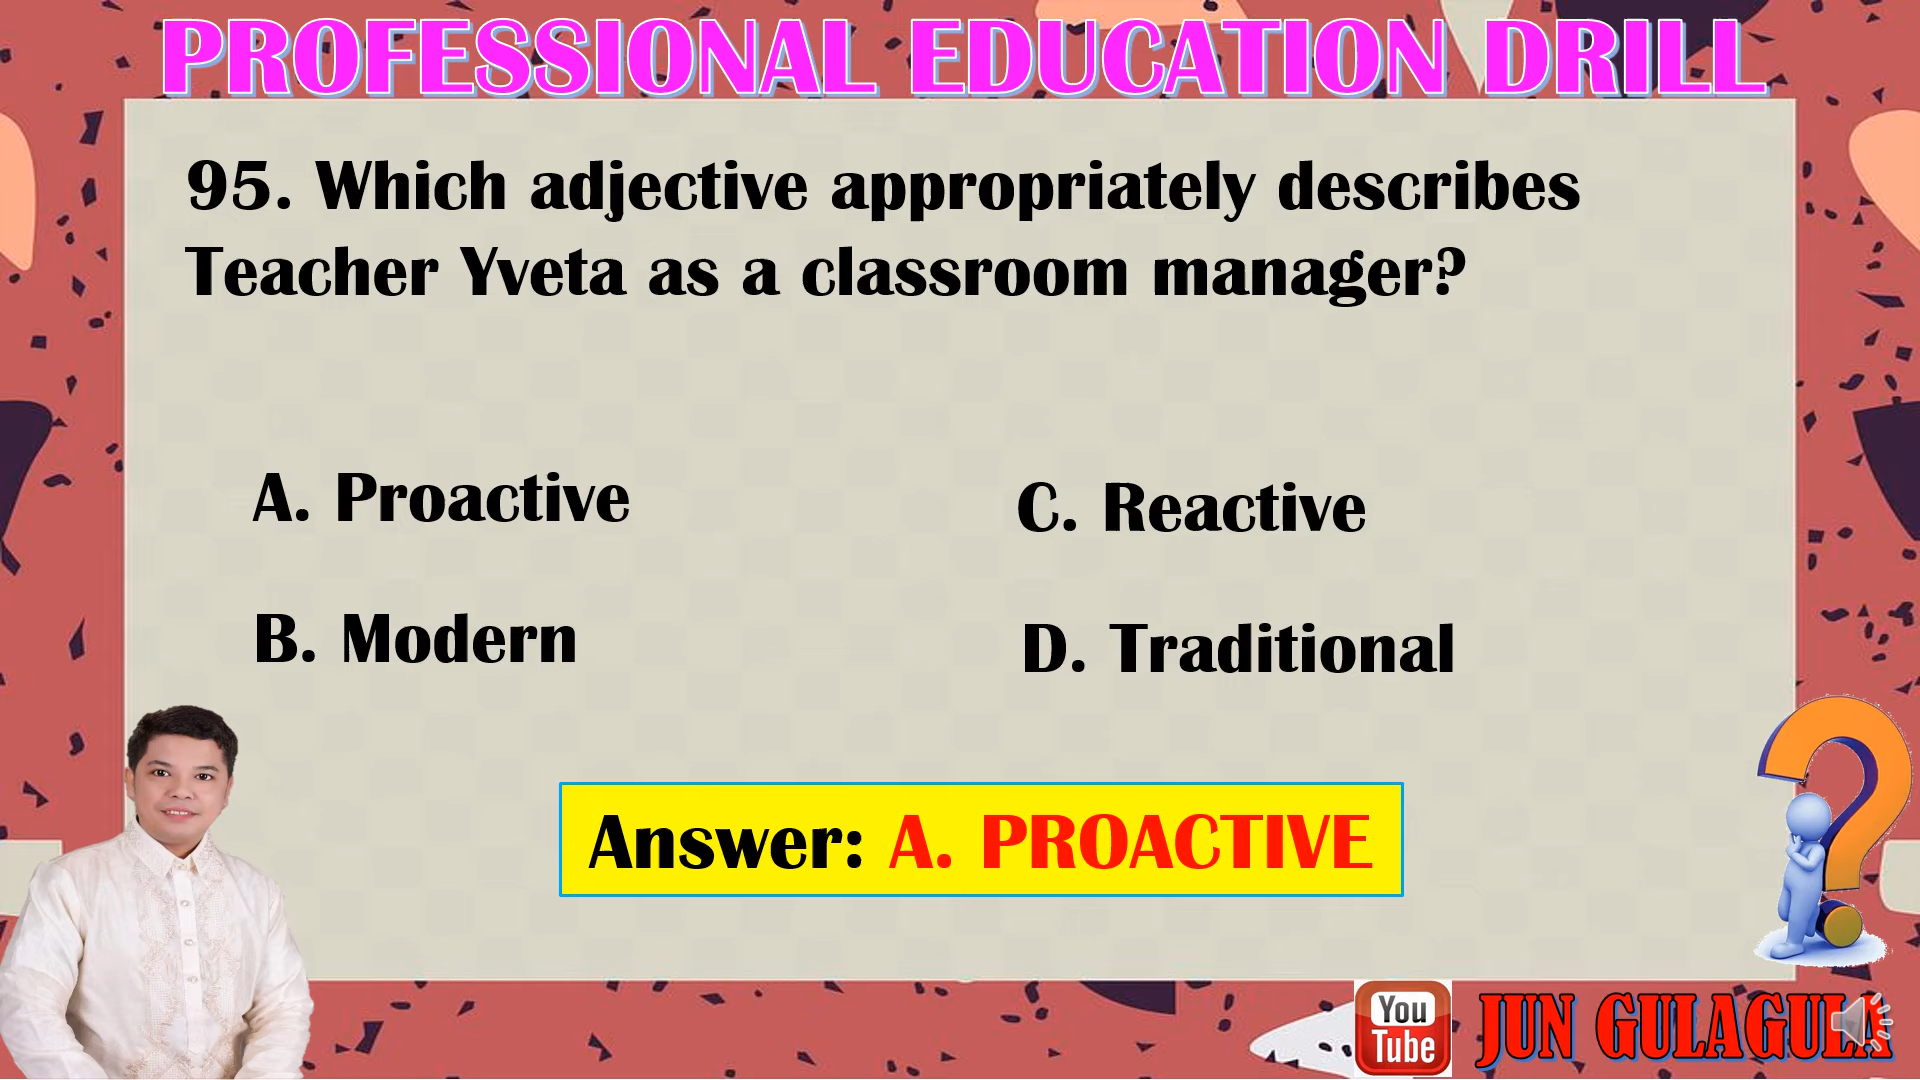 PROFESSIONAL EDUCATION DRILL
95. Which adjective appropriately describes
Teacher Yveta as a classroom manager?
A. Proactive
C. Reactive
B. Modern
D. Traditional
Answer: A. PROACTIVE
You
Tube
JUN GULAGULA